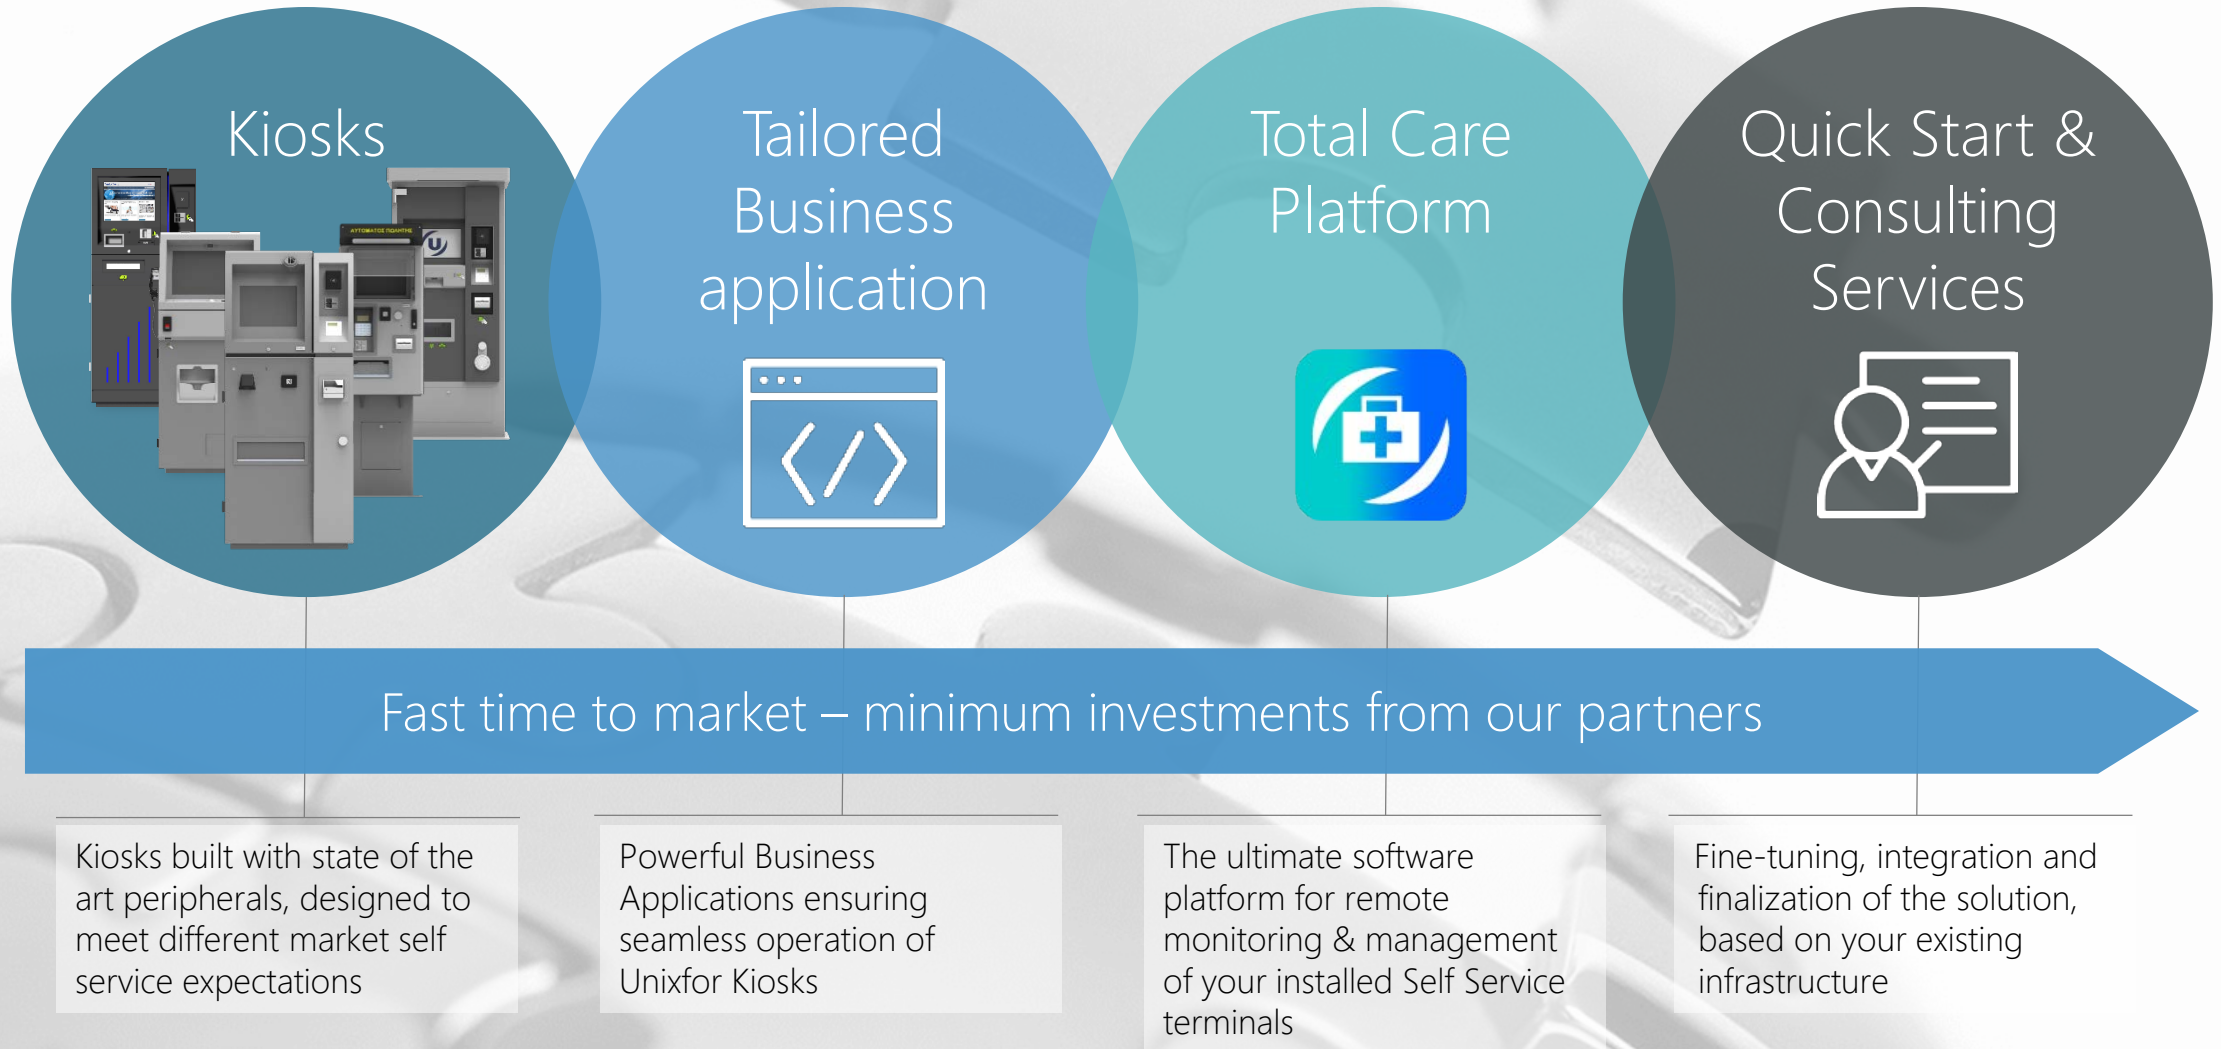 Kiosks
ΑΥΤΟΜΑΤΟΣ ΠΩΛΗΤΗΣ
U
Tailored
Business
application
</>
Total Care
Platform
Quick Start &
Consulting
Services
Fast time to market – minimum investments from our partners
Kiosks built with state of the
art peripherals, designed to
meet different market self
service expectations
Powerful Business
Applications ensuring
seamless operation of
Unixfor Kiosks
The ultimate software
platform for remote
monitoring & management
of your installed Self Service
terminals
Fine-tuning, integration and
finalization of the solution,
based on your existing
infrastructure